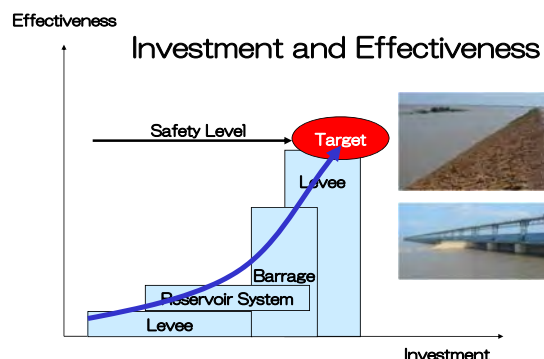 Effectiveness
Investment and Effectiveness
Safety Level
Target
Levee
Barrage
Reservoir System
Levee
Investment